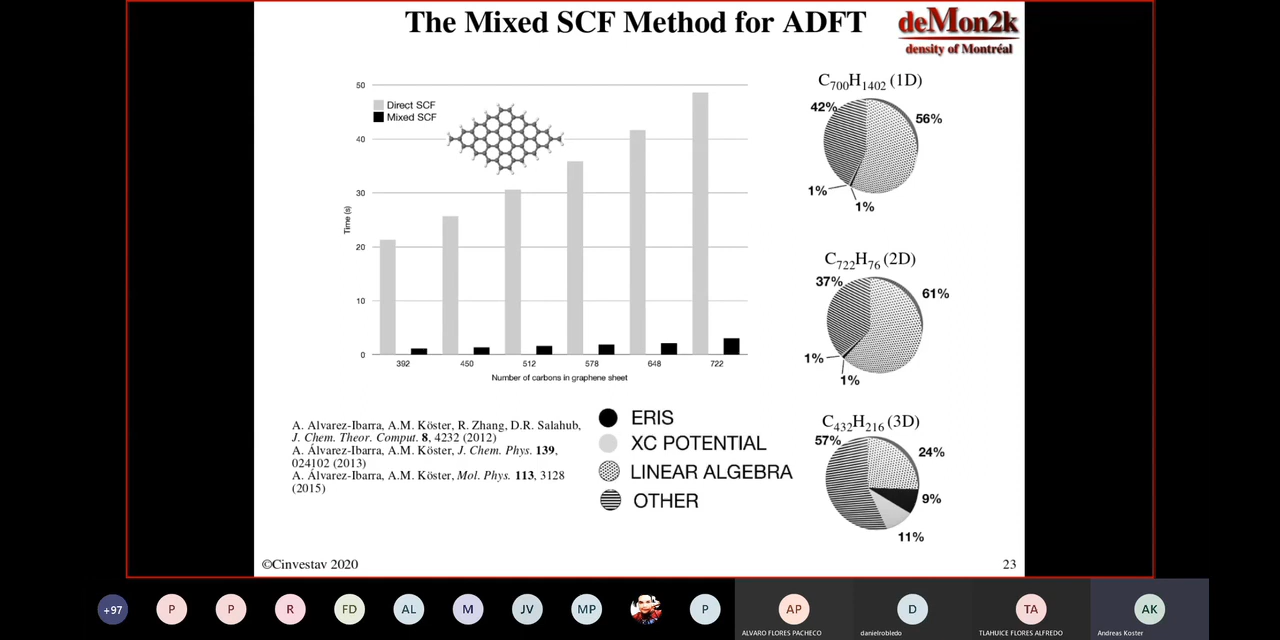 The Mixed SCF Method for ADFT
deMon2k
density of Montréal
50
40
30
20
10
0
Time (s)
Direct SCF
Mixed SCF
392 450 512 578 648 722
Number of carbons in graphene sheet
C700H1402 (1D)
42%
56%
1%
1%
C722H76 (2D)
37%
61%
1%
1%
C432H216 (3D)
57%
24%
9%
11%
A. Alvarez-Ibarra, A.M. Köster, R. Zhang, D.R. Salahub,
J. Chem. Theor. Comput. 8, 4232 (2012)
A. Álvarez-Ibarra, A.M. Köster, J. Chem. Phys. 139,
024102 (2013)
A. Álvarez-Ibarra, A.M. Köster, Mol. Phys. 113, 3128
(2015)
ERIS
XC POTENTIAL
LINEAR ALGEBRA
OTHER
©Cinvestav 2020
23
+97 P P R FD AL M JV MP P AP D TA AK
ALVARO FLORES PACHECO danielrobledo TLAHUICE FLORES ALFREDO Andreas Koster